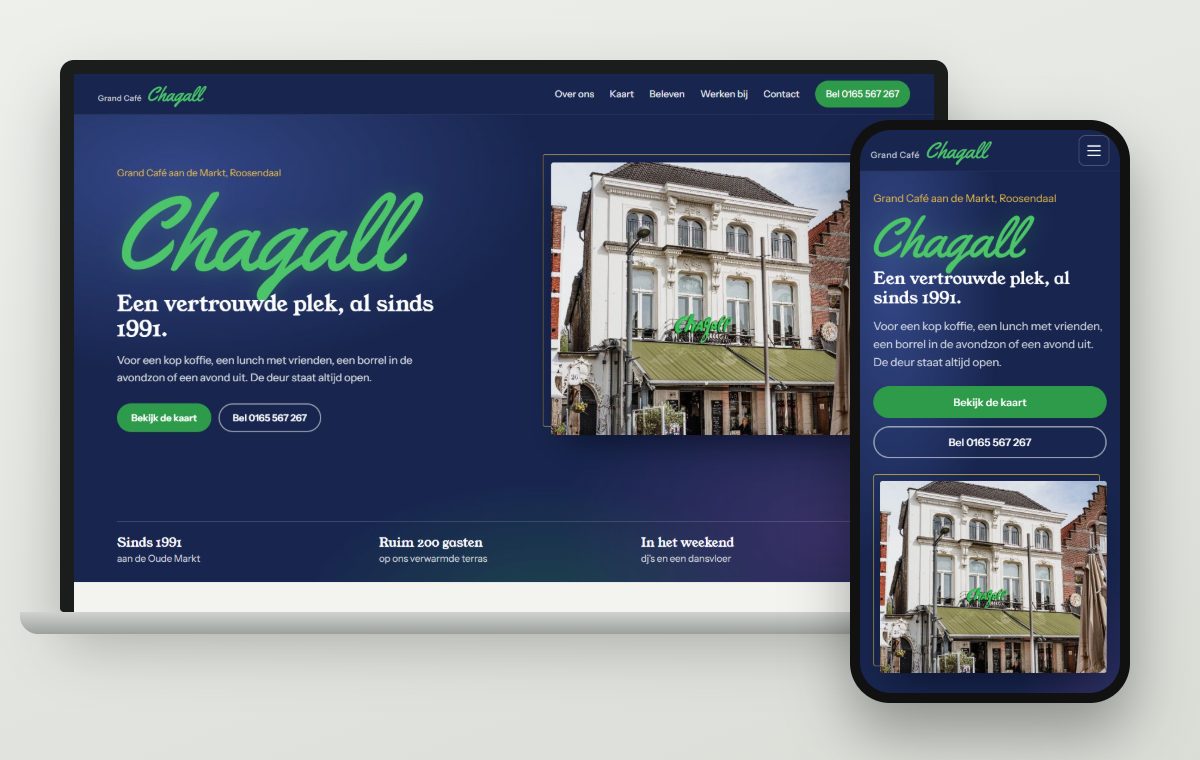 Grand Café Chagall
Over ons
Kaart
Beleven
Werken bij
Contact
Bel 0165 567 267
Grand Café aan de Markt, Roosendaal
Chagall
Een vertrouwde plek, al sinds
1991.
Voor een kop koffie, een lunch met vrienden, een borrel in de
avondzon of een avond uit. De deur staat altijd open.
Bekijk de kaart
Bel 0165 567 267
Chagall
Sinds 1991
aan de Oude Markt
Ruim 200 gasten
op ons verwarmde terras
In het weekend
dj's en een dansvloer
Grand Café Chagall
Grand Café aan de Markt, Roosendaal
Chagall
Een vertrouwde plek, al
sinds 1991.
Voor een kop koffie, een lunch met vrienden,
een borrel in de avondzon of een avond uit.
De deur staat altijd open.
Bekijk de kaart
Bel 0165 567 267
Chagall